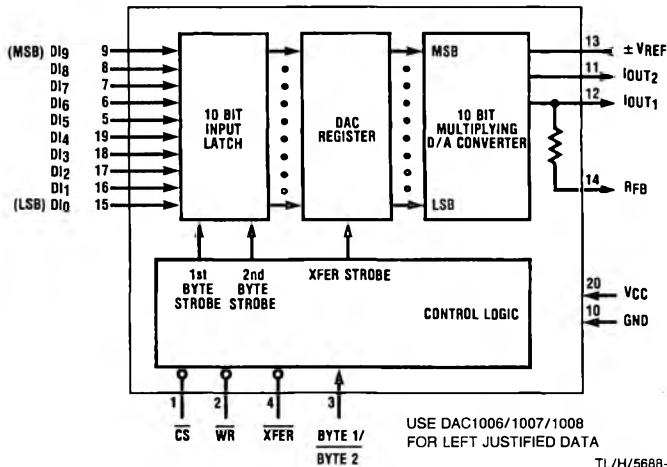 (MSB) DI9 9
DI8 8
DI7 7
DI6 6
DI5 5
DI4 19
DI3 18
DI2 17
DI1 16
(LSB) DI0 15
10 BIT
INPUT
LATCH
DAC
REGISTER
MSB
10 BIT
MULTIPLYING
D/A CONVERTER
LSB
13 ± VREF
11 IOUT2
12 IOUT1
14 RFB
1st
BYTE
STROBE
2nd
BYTE
STROBE
XFER STROBE
CONTROL LOGIC
20 VCC
10 GND
1 2 4 3
CS WR XFER BYTE 1/
BYTE 2
USE DAC1006/1007/1008
FOR LEFT JUSTIFIED DATA
TL/H/5688-